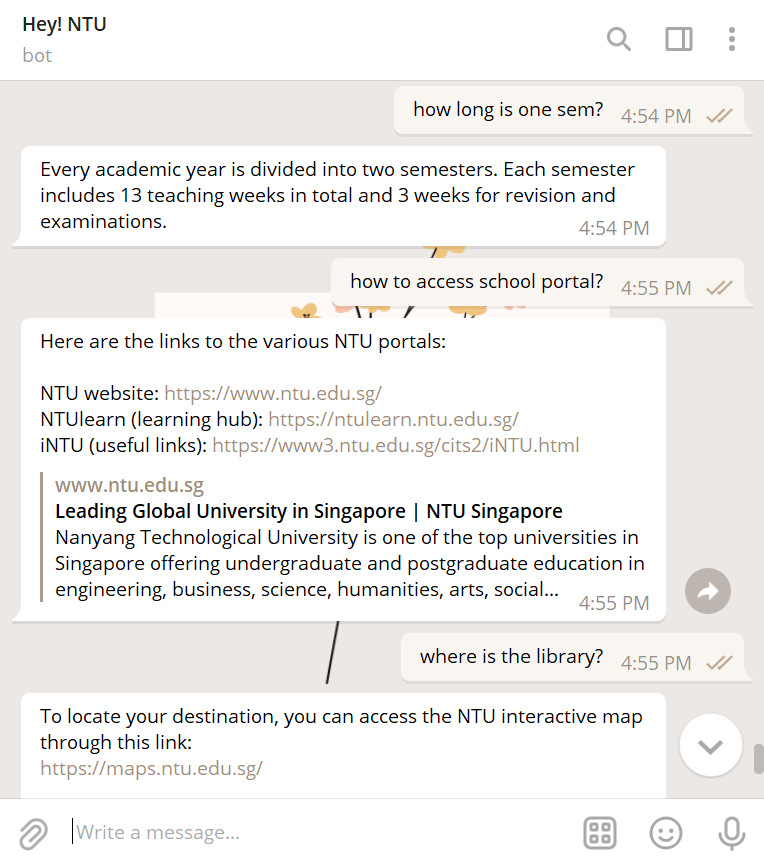 Hey! NTU
bot
how long is one sem? 4:54 PM
Every academic year is divided into two semesters. Each semester
includes 13 teaching weeks in total and 3 weeks for revision and
examinations.
4:54 PM
how to access school portal? 4:55 PM
Here are the links to the various NTU portals:
NTU website: https://www.ntu.edu.sg/
NTUlearn (learning hub): https://ntulearn.ntu.edu.sg/
iNTU (useful links): https://www3.ntu.edu.sg/cits2/iNTU.html
www.ntu.edu.sg
Leading Global University in Singapore | NTU Singapore
Nanyang Technological University is one of the top universities in
Singapore offering undergraduate and postgraduate education in
engineering, business, science, humanities, arts, social...
4:55 PM
where is the library? 4:55 PM
To locate your destination, you can access the NTU interactive map
through this link:
https://maps.ntu.edu.sg/
Write a message...